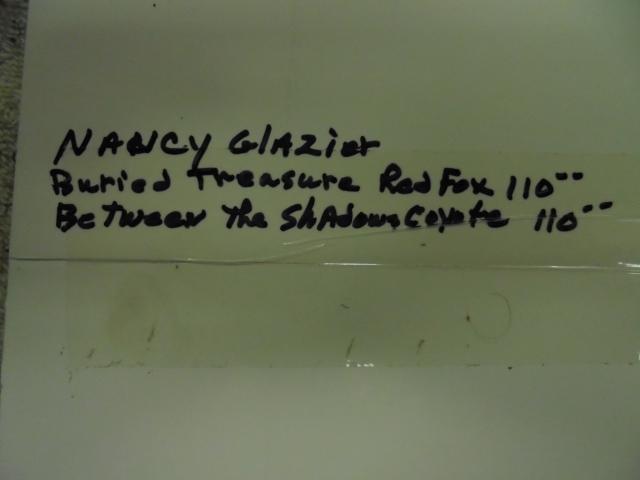 NANCY GlAZier
Buried Treasure Red Fox 110--
BeTween The ShAdows Coyote 110--